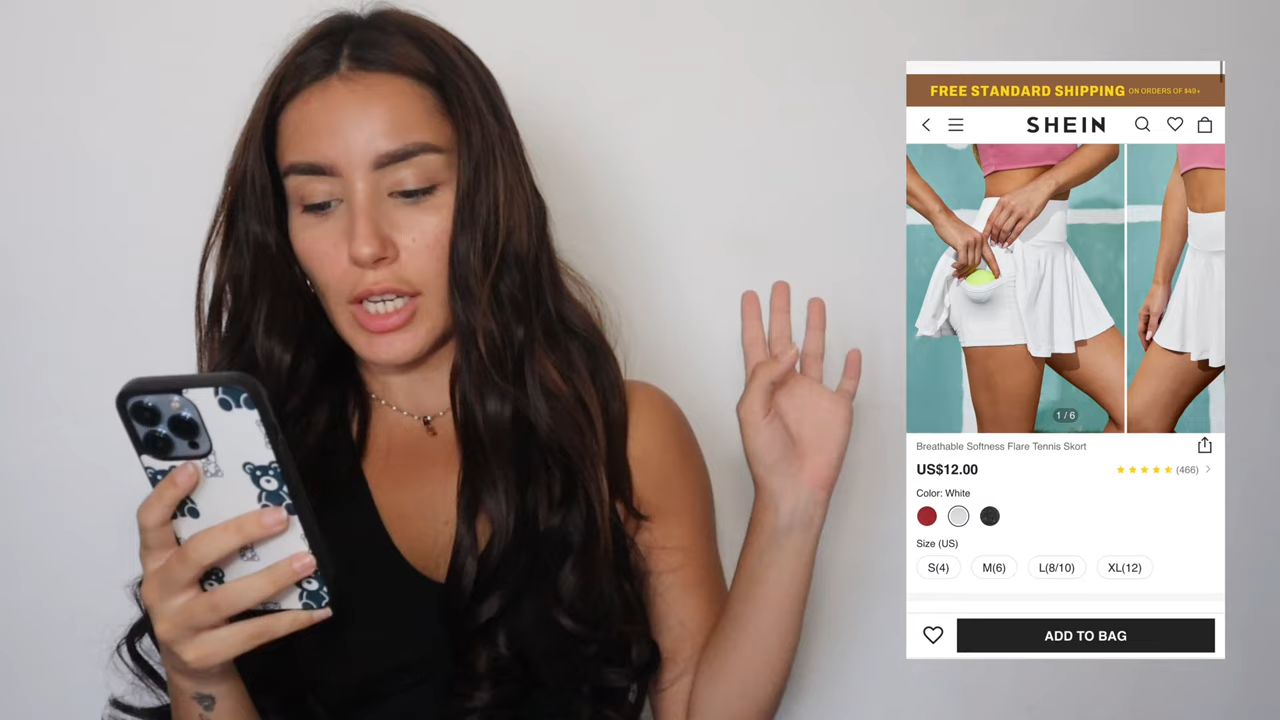 FREE STANDARD SHIPPING ON ORDERS OF $49+
SHEIN
1 / 6
Breathable Softness Flare Tennis Skort
US$12.00
(466)
Color: White
Size (US)
S(4) M(6) L(8/10) XL(12)
ADD TO BAG